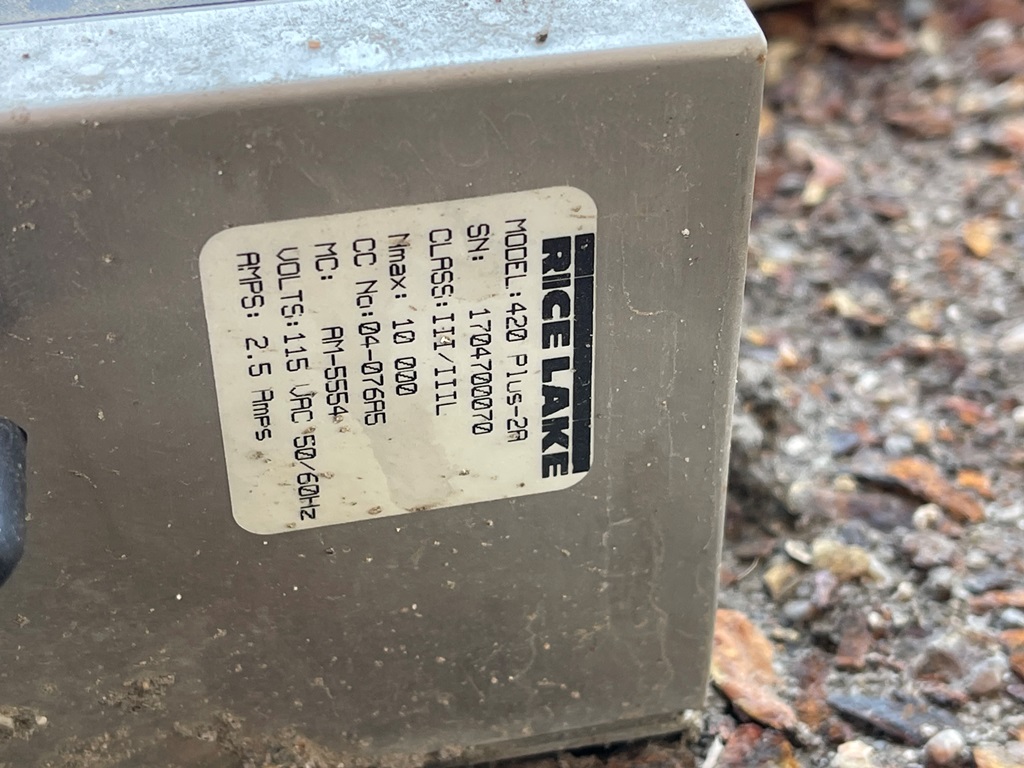 RICE LAKE
MODEL: 420 Plus-2A
SN: 1704700070
CLASS: III/IIIL
Nmax: 10 000
CC No: 04-076A5
MC: AM-5554
VOLTS: 115 VAC 50/60Hz
AMPS: 2.5 Amps